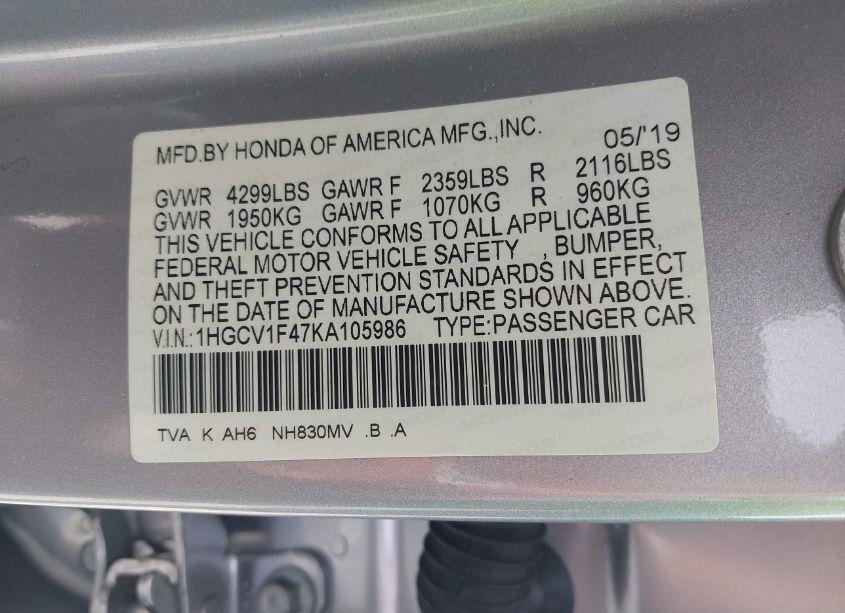 MFD.BY HONDA OF AMERICA MFG.,INC. 05/'19
GVWR 4299LBS GAWR F 2359LBS R 2116LBS
GVWR 1950KG GAWR F 1070KG R 960KG
THIS VEHICLE CONFORMS TO ALL APPLICABLE
FEDERAL MOTOR VEHICLE SAFETY , BUMPER,
AND THEFT PREVENTION STANDARDS IN EFFECT
ON THE DATE OF MANUFACTURE SHOWN ABOVE.
V.I.N.:1HGCV1F47KA105986 TYPE:PASSENGER CAR
TVA K AH6 NH830MV .B .A